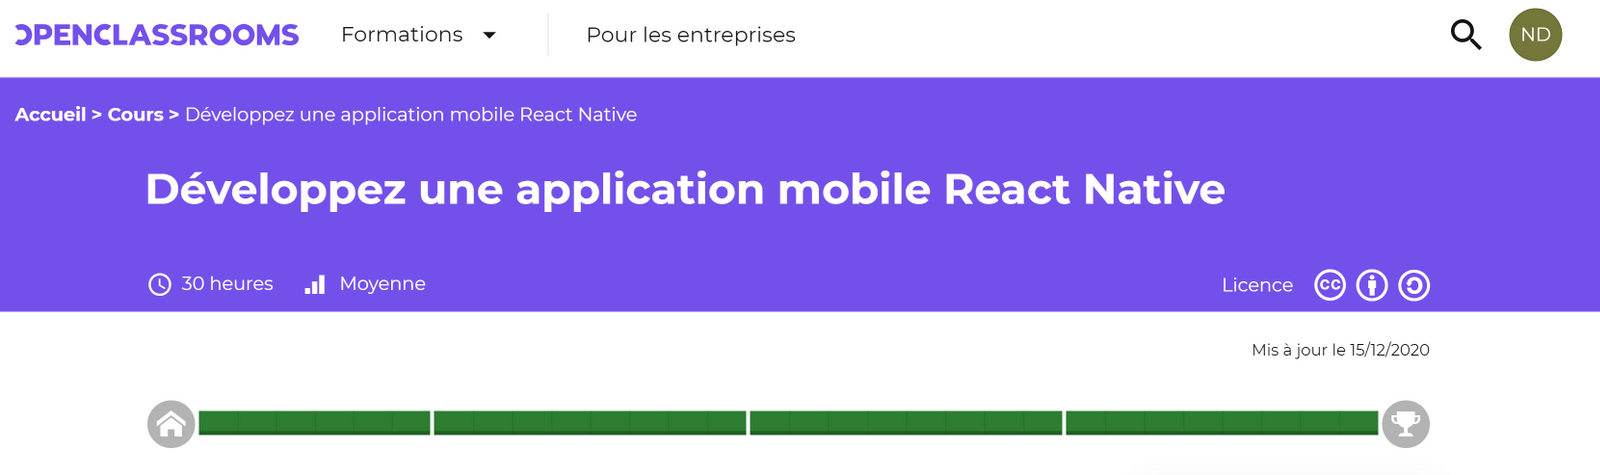 OPENCLASSROOMS Formations Pour les entreprises ND
Accueil > Cours > Développez une application mobile React Native
Développez une application mobile React Native
30 heures Moyenne Licence cc
Mis à jour le 15/12/2020